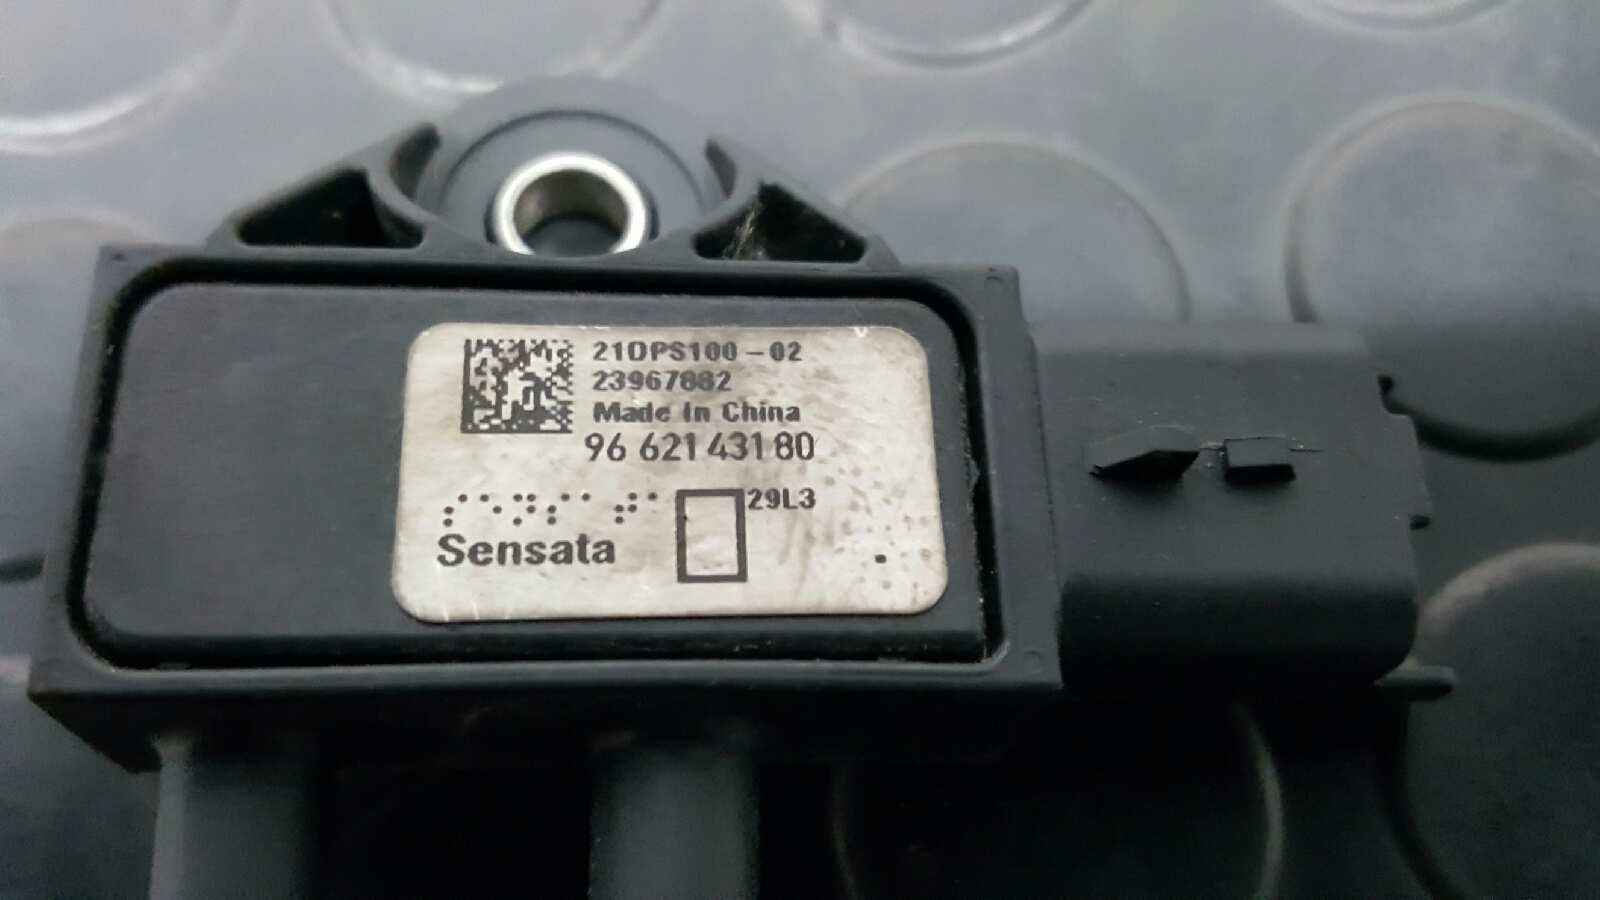 21DPS100-02
23967882
Made In China
96 621 431 80
29L3
Sensata